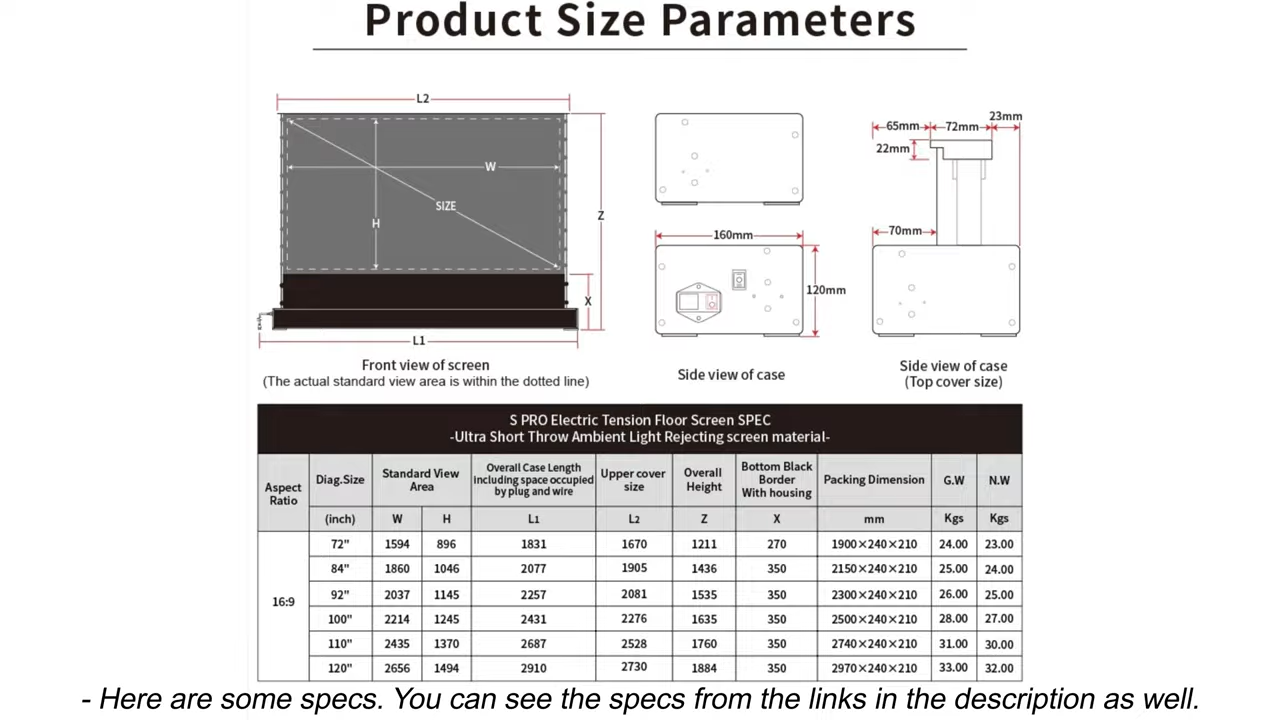 Product Size Parameters
L2
W
SIZE
H
Z
X
L1
Front view of screen
(The actual standard view area is within the dotted line)
160mm
120mm
Side view of case
65mm
72mm
23mm
22mm
70mm
Side view of case
(Top cover size)
S PRO Electric Tension Floor Screen SPEC
-Ultra Short Throw Ambient Light Rejecting screen material-
Aspect Ratio Diag.Size Standard View Area Overall Case Length including space occupied by plug and wire Upper cover size Overall Height Bottom Black Border With housing Packing Dimension G.W N.W
(inch) W H L1 L2 Z X mm Kgs Kgs
16:9
72" 1594 896 1831 1670 1211 270 1900×240×210 24.00 23.00
84" 1860 1046 2077 1905 1436 350 2150×240×210 25.00 24.00
92" 2037 1145 2257 2081 1535 350 2300×240×210 26.00 25.00
100" 2214 1245 2431 2276 1635 350 2500×240×210 28.00 27.00
110" 2435 1370 2687 2528 1760 350 2740×240×210 31.00 30.00
120" 2656 1494 2910 2730 1884 350 2970×240×210 33.00 32.00
- Here are some specs. You can see the specs from the links in the description as well.